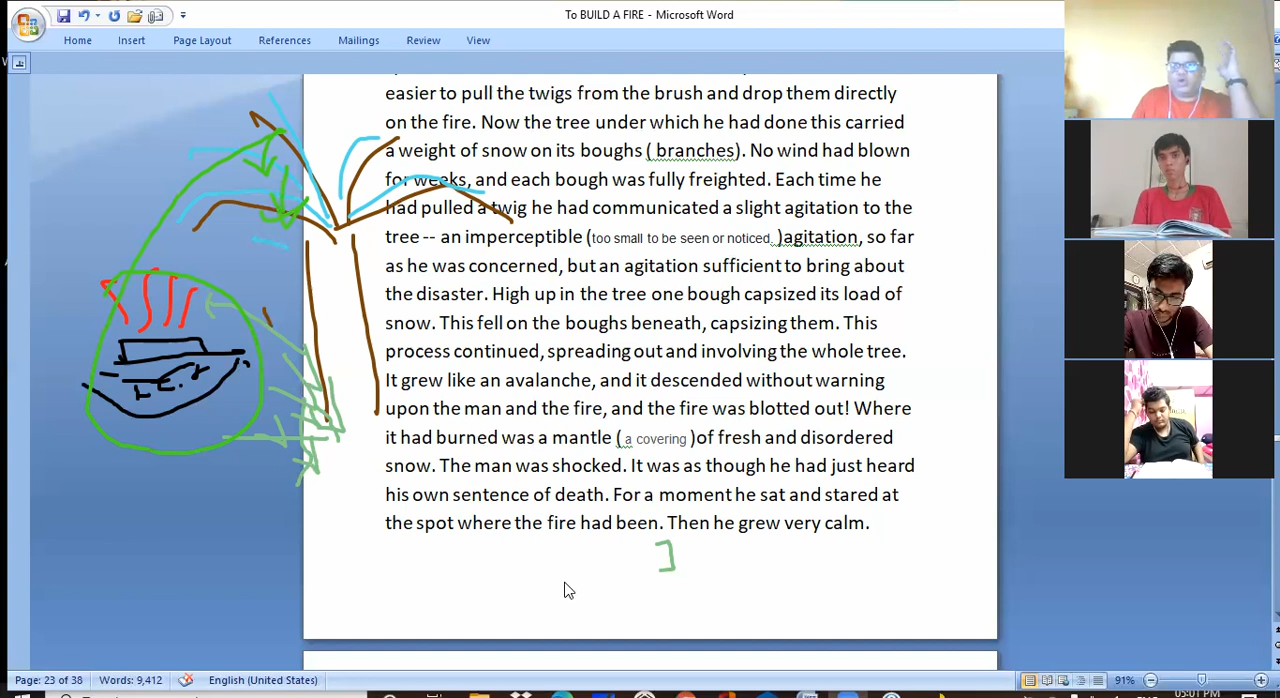 To BUILD A FIRE - Microsoft Word
Home Insert Page Layout References Mailings Review View
easier to pull the twigs from the brush and drop them directly
on the fire. Now the tree under which he had done this carried
a weight of snow on its boughs ( branches). No wind had blown
for weeks, and each bough was fully freighted. Each time he
had pulled a twig he had communicated a slight agitation to the
tree -- an imperceptible (too small to be seen or noticed. )agitation, so far
as he was concerned, but an agitation sufficient to bring about
the disaster. High up in the tree one bough capsized its load of
snow. This fell on the boughs beneath, capsizing them. This
process continued, spreading out and involving the whole tree.
It grew like an avalanche, and it descended without warning
upon the man and the fire, and the fire was blotted out! Where
it had burned was a mantle ( a covering )of fresh and disordered
snow. The man was shocked. It was as though he had just heard
his own sentence of death. For a moment he sat and stared at
the spot where the fire had been. Then he grew very calm.
Page: 23 of 38 Words: 9,412 English (United States) 91%
05:01 PM